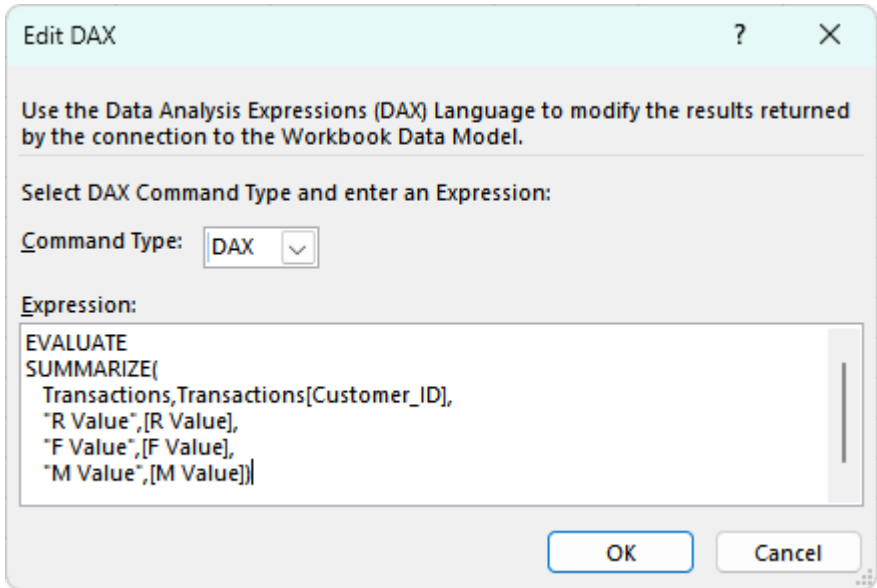 Edit DAX
?
Use the Data Analysis Expressions (DAX) Language to modify the results returned
by the connection to the Workbook Data Model.
Select DAX Command Type and enter an Expression:
Command Type: DAX
Expression:
EVALUATE
SUMMARIZE(
Transactions,Transactions[Customer_ID],
"R Value",[R Value],
"F Value",[F Value],
"M Value",[M Value])
OK Cancel